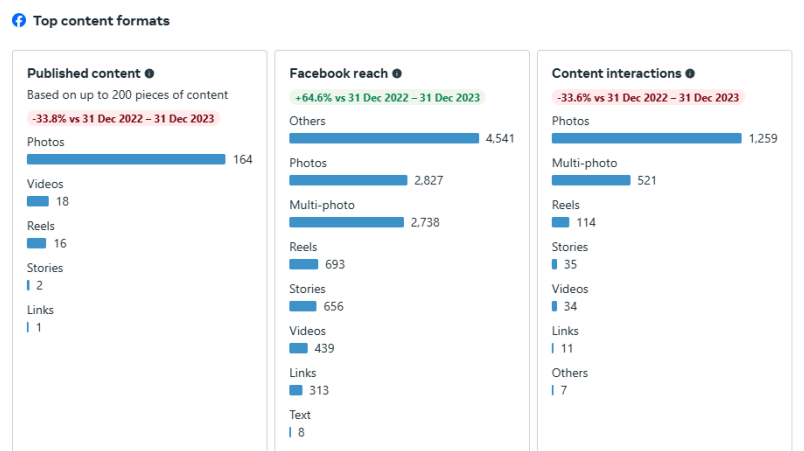 Top content formats
Published content
Based on up to 200 pieces of content
-33.8% vs 31 Dec 2022 – 31 Dec 2023
Photos
164
Videos
18
Reels
16
Stories
2
Links
1
Facebook reach
+64.6% vs 31 Dec 2022 – 31 Dec 2023
Others
4,541
Photos
2,827
Multi-photo
2,738
Reels
693
Stories
656
Videos
439
Links
313
Text
8
Content interactions
-33.6% vs 31 Dec 2022 – 31 Dec 2023
Photos
1,259
Multi-photo
521
Reels
114
Stories
35
Videos
34
Links
11
Others
7